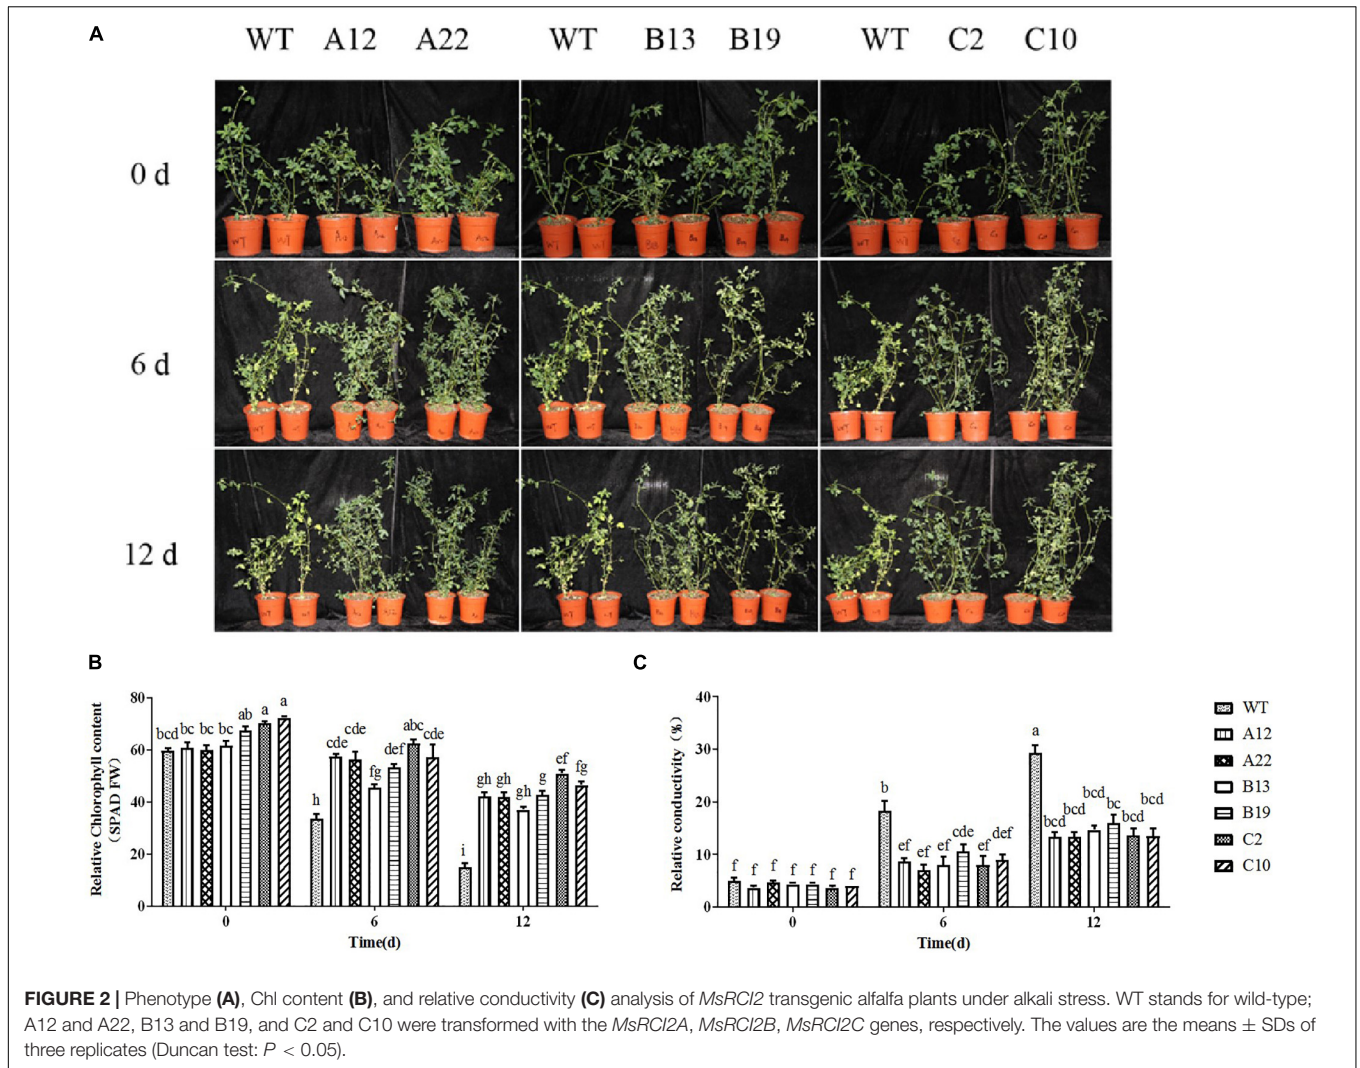 A
WT A12 A22 WT B13 B19 WT C2 C10
0 d
6 d
12 d
B
Relative Chlorophyll content
(SPAD FW)
80
60
40
20
0
bcd bc bc bc ab a a
h cde cde fg def abc cde
i gh gh gh g ef fg
0 6 12
Time(d)
C
Relative conductivity (%)
40
30
20
10
0
f f f f f f f
b ef ef ef cde ef def
a bcd bcd bcd bc bcd bcd
0 6 12
Time(d)
WT
A12
A22
B13
B19
C2
C10
FIGURE 2 | Phenotype (A), Chl content (B), and relative conductivity (C) analysis of MsRCI2 transgenic alfalfa plants under alkali stress. WT stands for wild-type;
A12 and A22, B13 and B19, and C2 and C10 were transformed with the MsRCI2A, MsRCI2B, MsRCI2C genes, respectively. The values are the means ± SDs of
three replicates (Duncan test: P < 0.05).